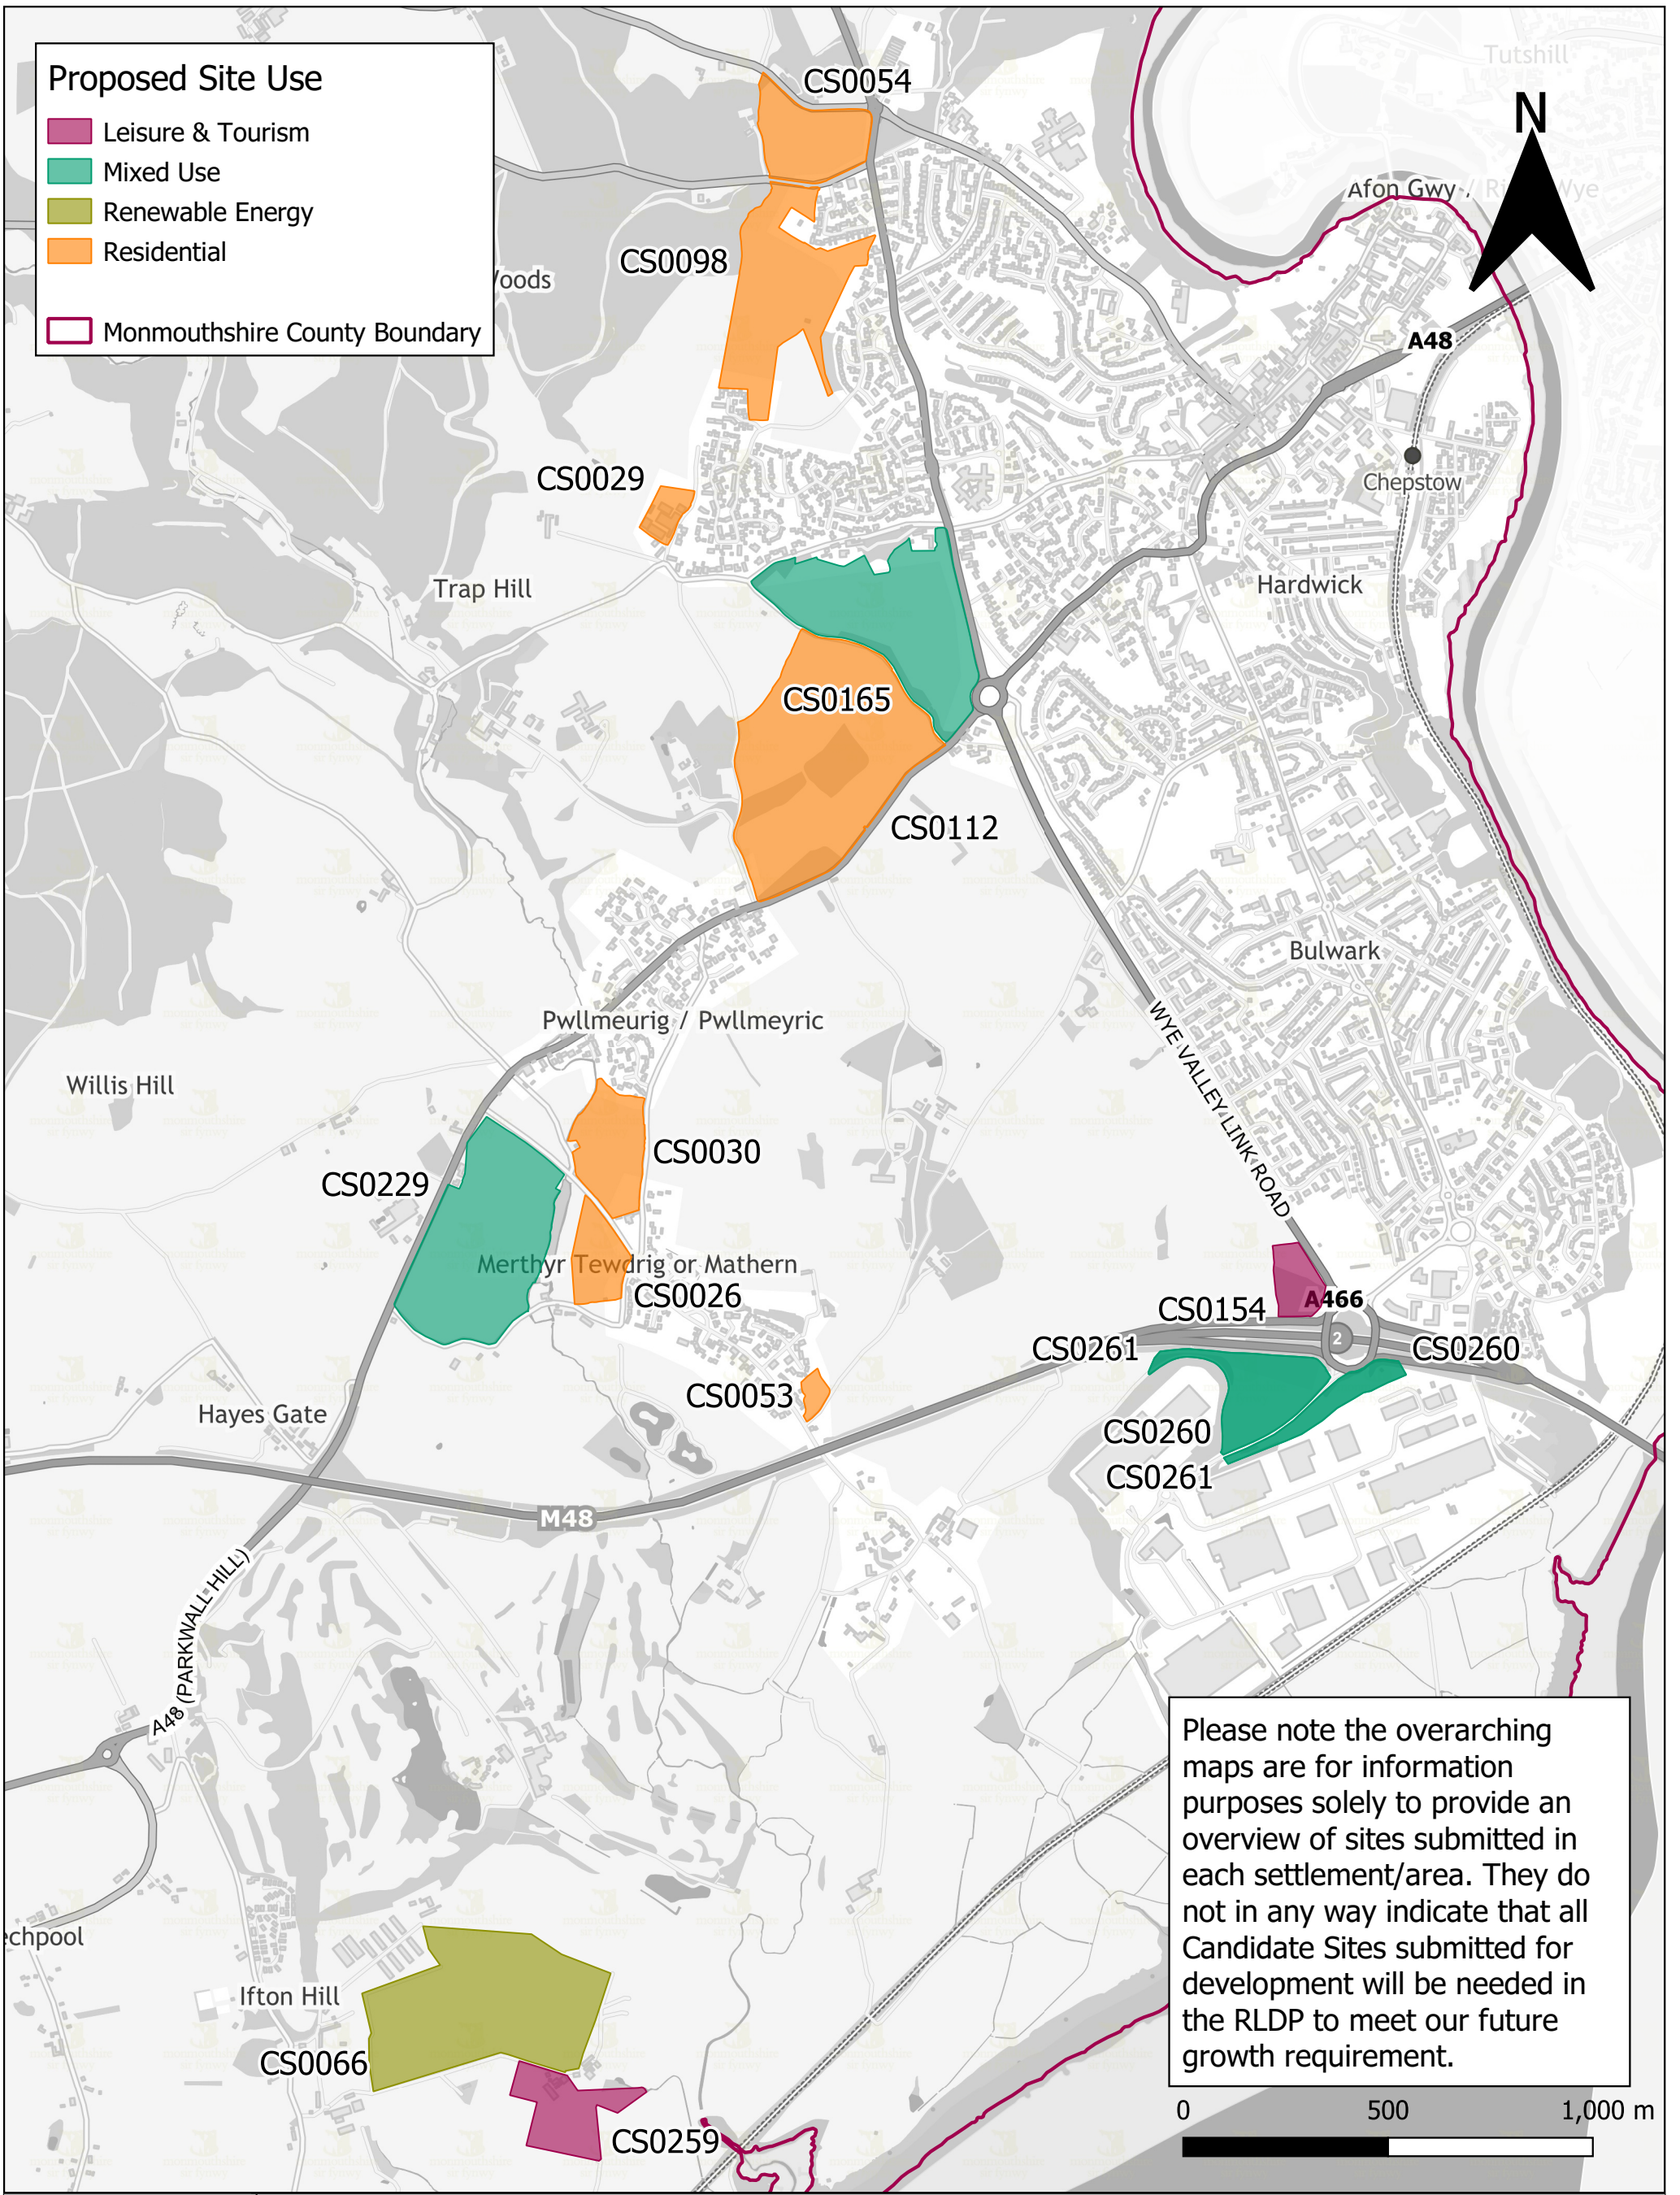 Proposed Site Use
Leisure & Tourism
Mixed Use
Renewable Energy
Residential
Monmouthshire County Boundary
CS0054
Tutshill
N
Afon Gwy / River Wye
CS0098
oods
A48
CS0029
Chepstow
Trap Hill
Hardwick
CS0165
CS0112
Bulwark
Pwllmeurig / Pwllmeyric
WYE VALLEY LINK ROAD
Willis Hill
CS0030
CS0229
Merthyr Tewdrig or Mathern
CS0026
CS0154
A466
2
CS0261
CS0260
CS0053
Hayes Gate
CS0260
CS0261
M48
A48 (PARKWALL HILL)
Please note the overarching
maps are for information
purposes solely to provide an
overview of sites submitted in
each settlement/area. They do
not in any way indicate that all
Candidate Sites submitted for
development will be needed in
the RLDP to meet our future
growth requirement.
echpool
Ifton Hill
CS0066
CS0259
0 500 1,000 m